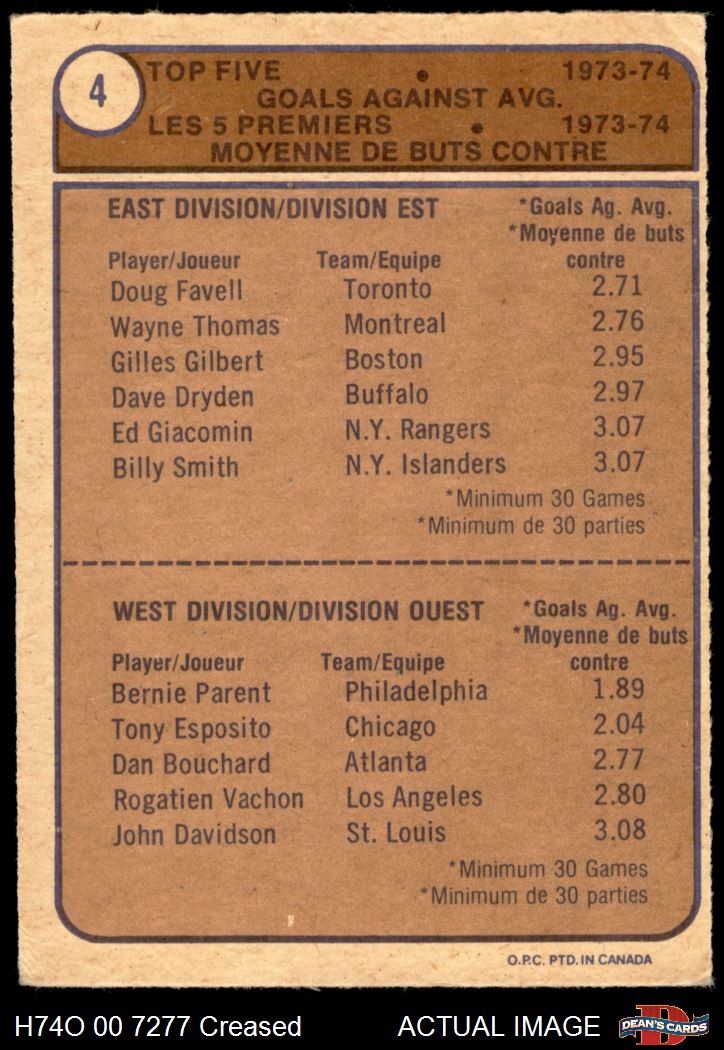 4
TOP FIVE • 1973-74
GOALS AGAINST AVG.
LES 5 PREMIERS • 1973-74
MOYENNE DE BUTS CONTRE
EAST DIVISION/DIVISION EST *Goals Ag. Avg.
*Moyenne de buts
Player/Joueur Team/Equipe contre
Doug Favell Toronto 2.71
Wayne Thomas Montreal 2.76
Gilles Gilbert Boston 2.95
Dave Dryden Buffalo 2.97
Ed Giacomin N.Y. Rangers 3.07
Billy Smith N.Y. Islanders 3.07
*Minimum 30 Games
*Minimum de 30 parties
WEST DIVISION/DIVISION OUEST *Goals Ag. Avg.
*Moyenne de buts
Player/Joueur Team/Equipe contre
Bernie Parent Philadelphia 1.89
Tony Esposito Chicago 2.04
Dan Bouchard Atlanta 2.77
Rogatien Vachon Los Angeles 2.80
John Davidson St. Louis 3.08
*Minimum 30 Games
*Minimum de 30 parties
O.P.C. PTD. IN CANADA
H74O 00 7277 Creased ACTUAL IMAGE
D
DEAN'S CARDS